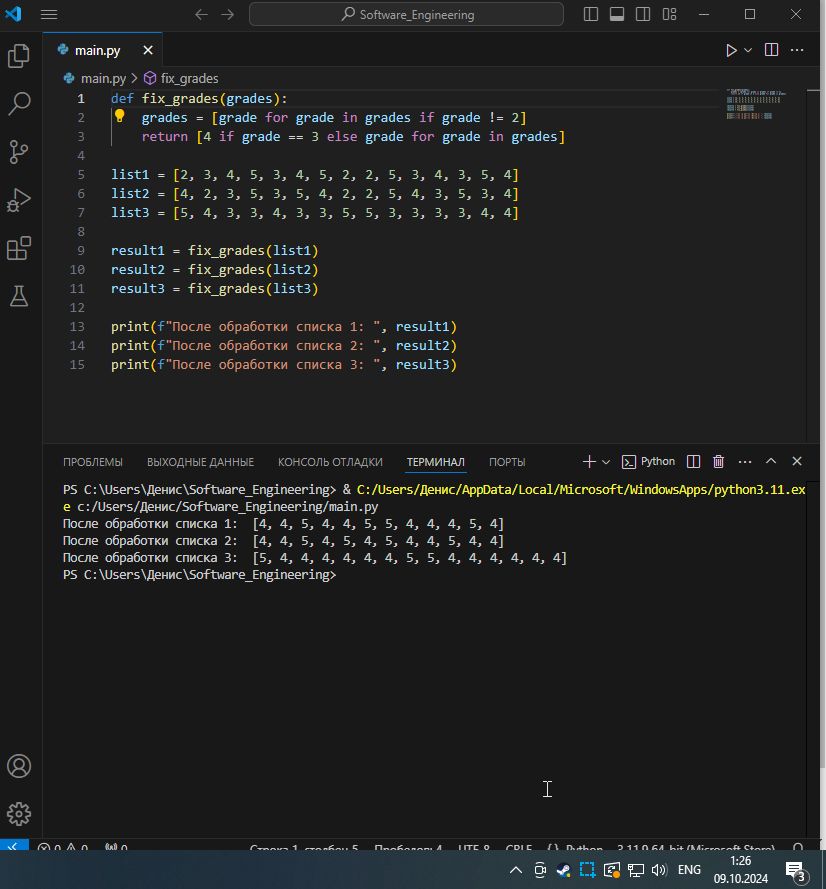 Software_Engineering
main.py
main.py > fix_grades
1 def fix_grades(grades):
2     grades = [grade for grade in grades if grade != 2]
3     return [4 if grade == 3 else grade for grade in grades]
4
5 list1 = [2, 3, 4, 5, 3, 4, 5, 2, 2, 5, 3, 4, 3, 5, 4]
6 list2 = [4, 2, 3, 5, 3, 5, 4, 2, 2, 5, 4, 3, 5, 3, 4]
7 list3 = [5, 4, 3, 3, 4, 3, 3, 5, 5, 3, 3, 3, 3, 4, 4]
8
9 result1 = fix_grades(list1)
10 result2 = fix_grades(list2)
11 result3 = fix_grades(list3)
12
13 print(f"После обработки списка 1: ", result1)
14 print(f"После обработки списка 2: ", result2)
15 print(f"После обработки списка 3: ", result3)
ПРОБЛЕМЫ ВЫХОДНЫЕ ДАННЫЕ КОНСОЛЬ ОТЛАДКИ ТЕРМИНАЛ ПОРТЫ Python
PS C:\Users\Денис\Software_Engineering> & C:/Users/Денис/AppData/Local/Microsoft/WindowsApps/python3.11.ex
e c:/Users/Денис/Software_Engineering/main.py
После обработки списка 1:  [4, 4, 5, 4, 4, 5, 5, 4, 4, 4, 5, 4]
После обработки списка 2:  [4, 4, 5, 4, 5, 4, 5, 4, 4, 5, 4, 4]
После обработки списка 3:  [5, 4, 4, 4, 4, 4, 4, 5, 5, 4, 4, 4, 4, 4, 4]
PS C:\Users\Денис\Software_Engineering>
0 0 0 Строка 1, столбец 5 Пробелов: 4 UTF-8 CRLF {} Python 3.11.9 64-bit (Microsoft Store)
ENG 1:26
09.10.2024 3